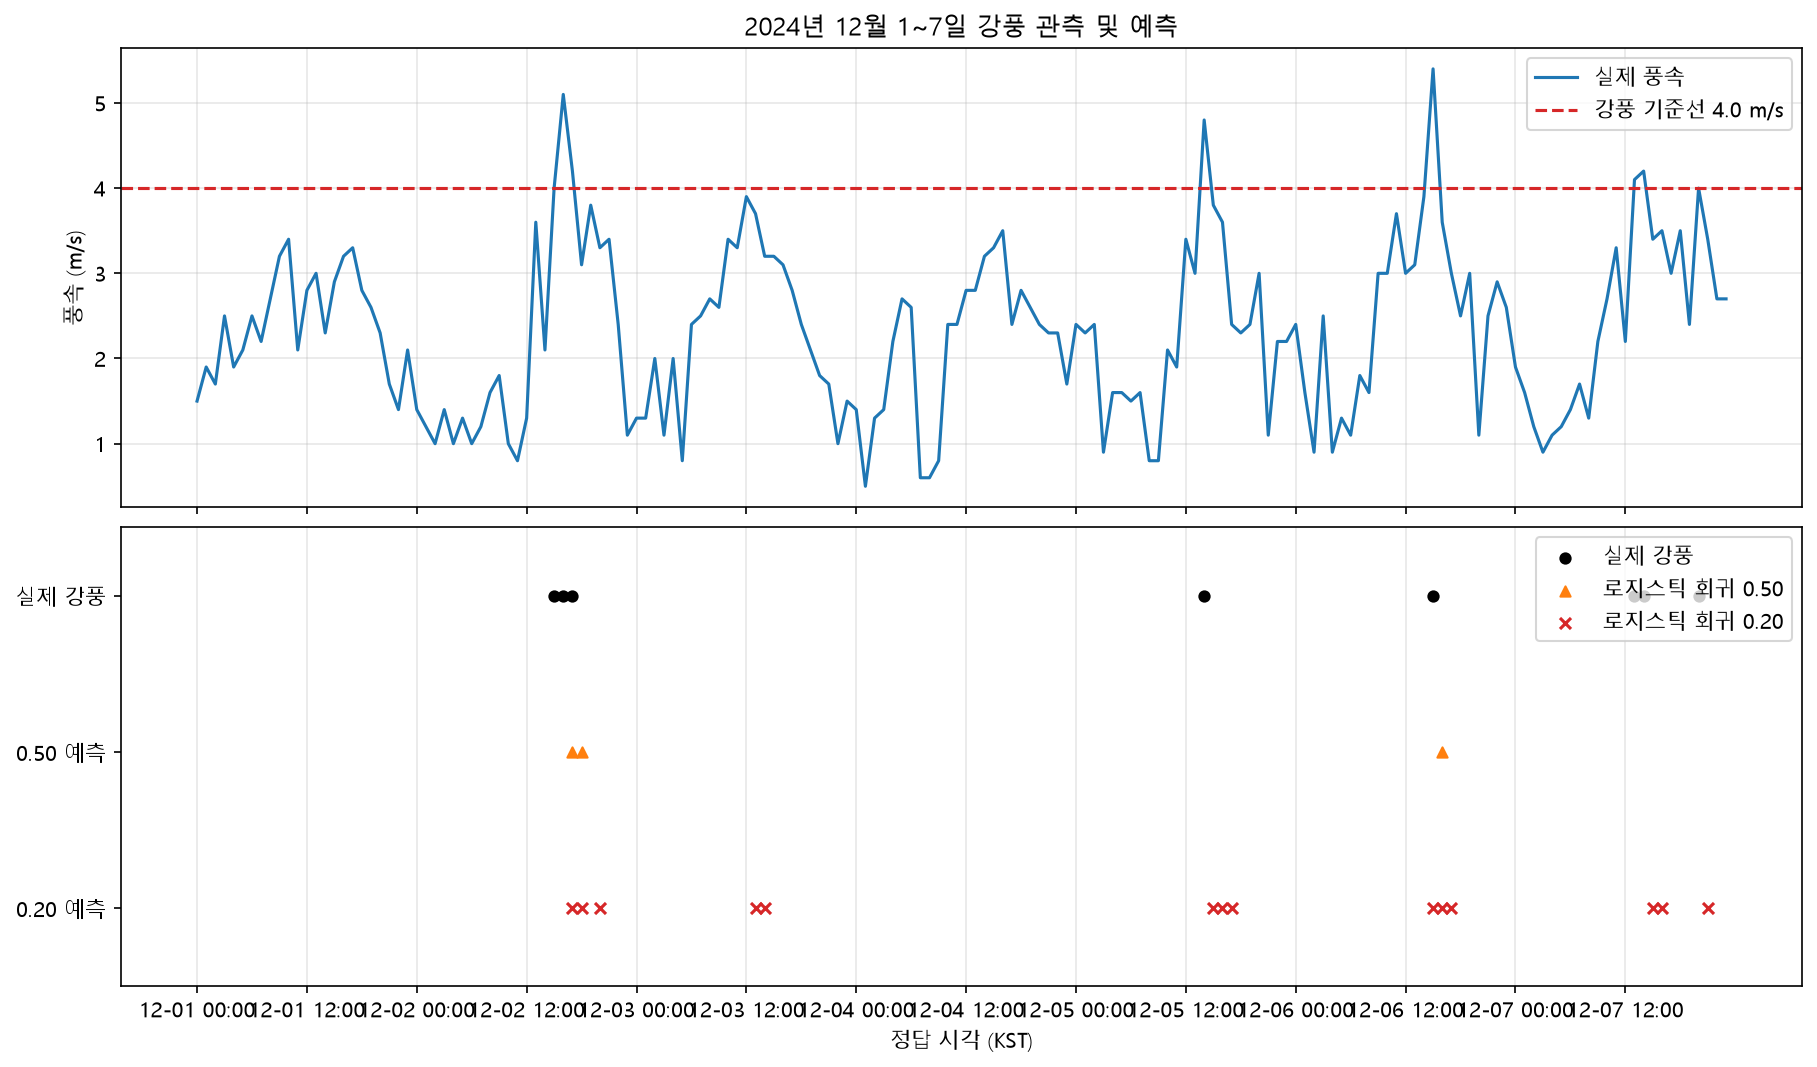 2024년 12월 1~7일 강풍 관측 및 예측
실제 풍속
강풍 기준선 4.0 m/s
풍속 (m/s)
5
4
3
2
1
실제 강풍
로지스틱 회귀 0.50
로지스틱 회귀 0.20
실제 강풍
0.50 예측
0.20 예측
12-01 00:00 12-01 12:00 12-02 00:00 12-02 12:00 12-03 00:00 12-03 12:00 12-04 00:00 12-04 12:00 12-05 00:00 12-05 12:00 12-06 00:00 12-06 12:00 12-07 00:00 12-07 12:00
정답 시각 (KST)